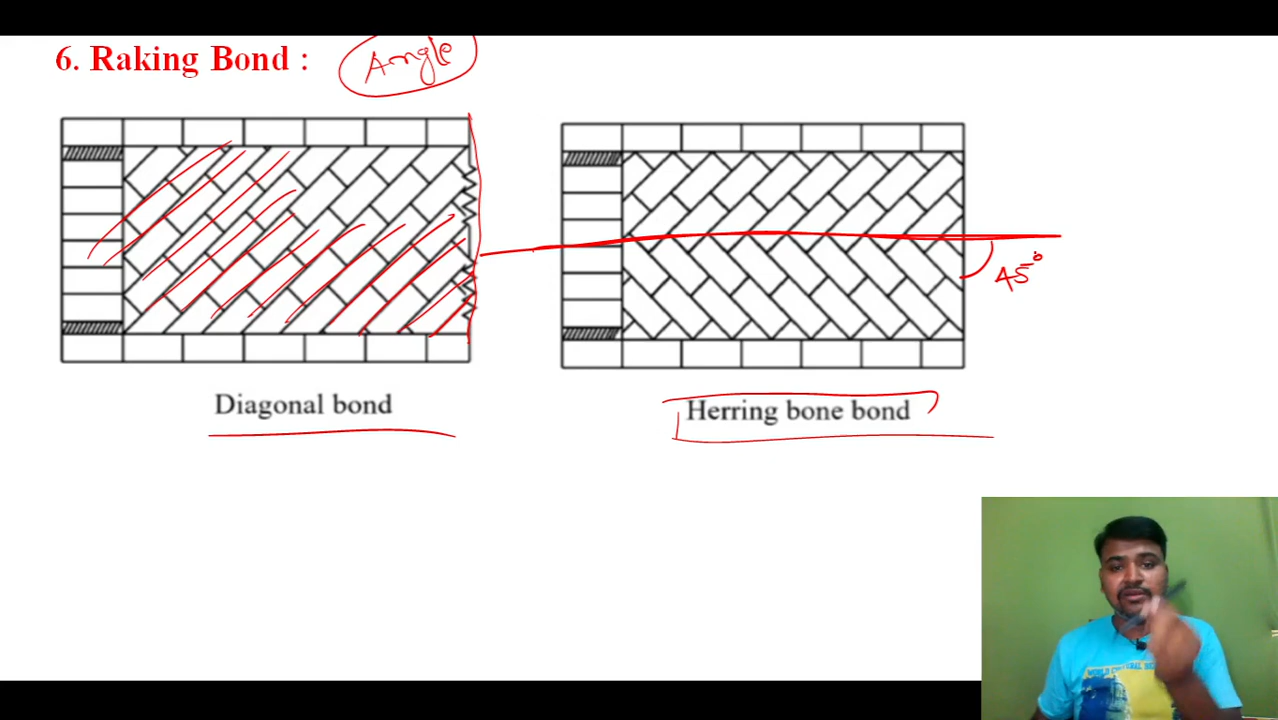 6. Raking Bond :
Angle
45°
Diagonal bond
Herring bone bond